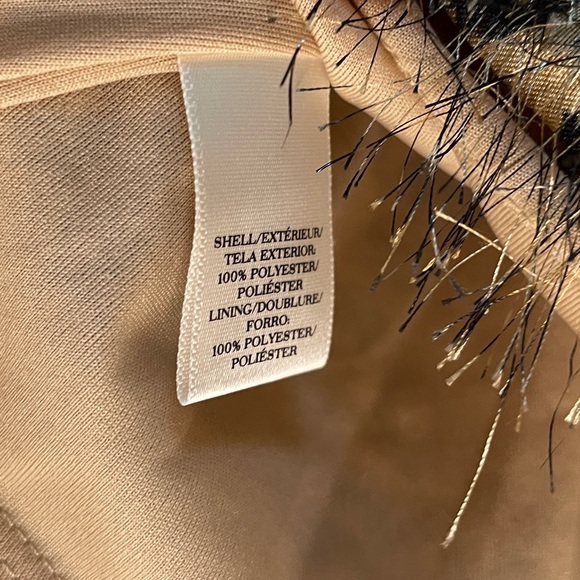 SHELL/EXTÉRIEUR/
TELA EXTERIOR:
100% POLYESTER/
POLIÉSTER
LINING/DOUBLURE/
FORRO:
100% POLYESTER/
POLIÉSTER